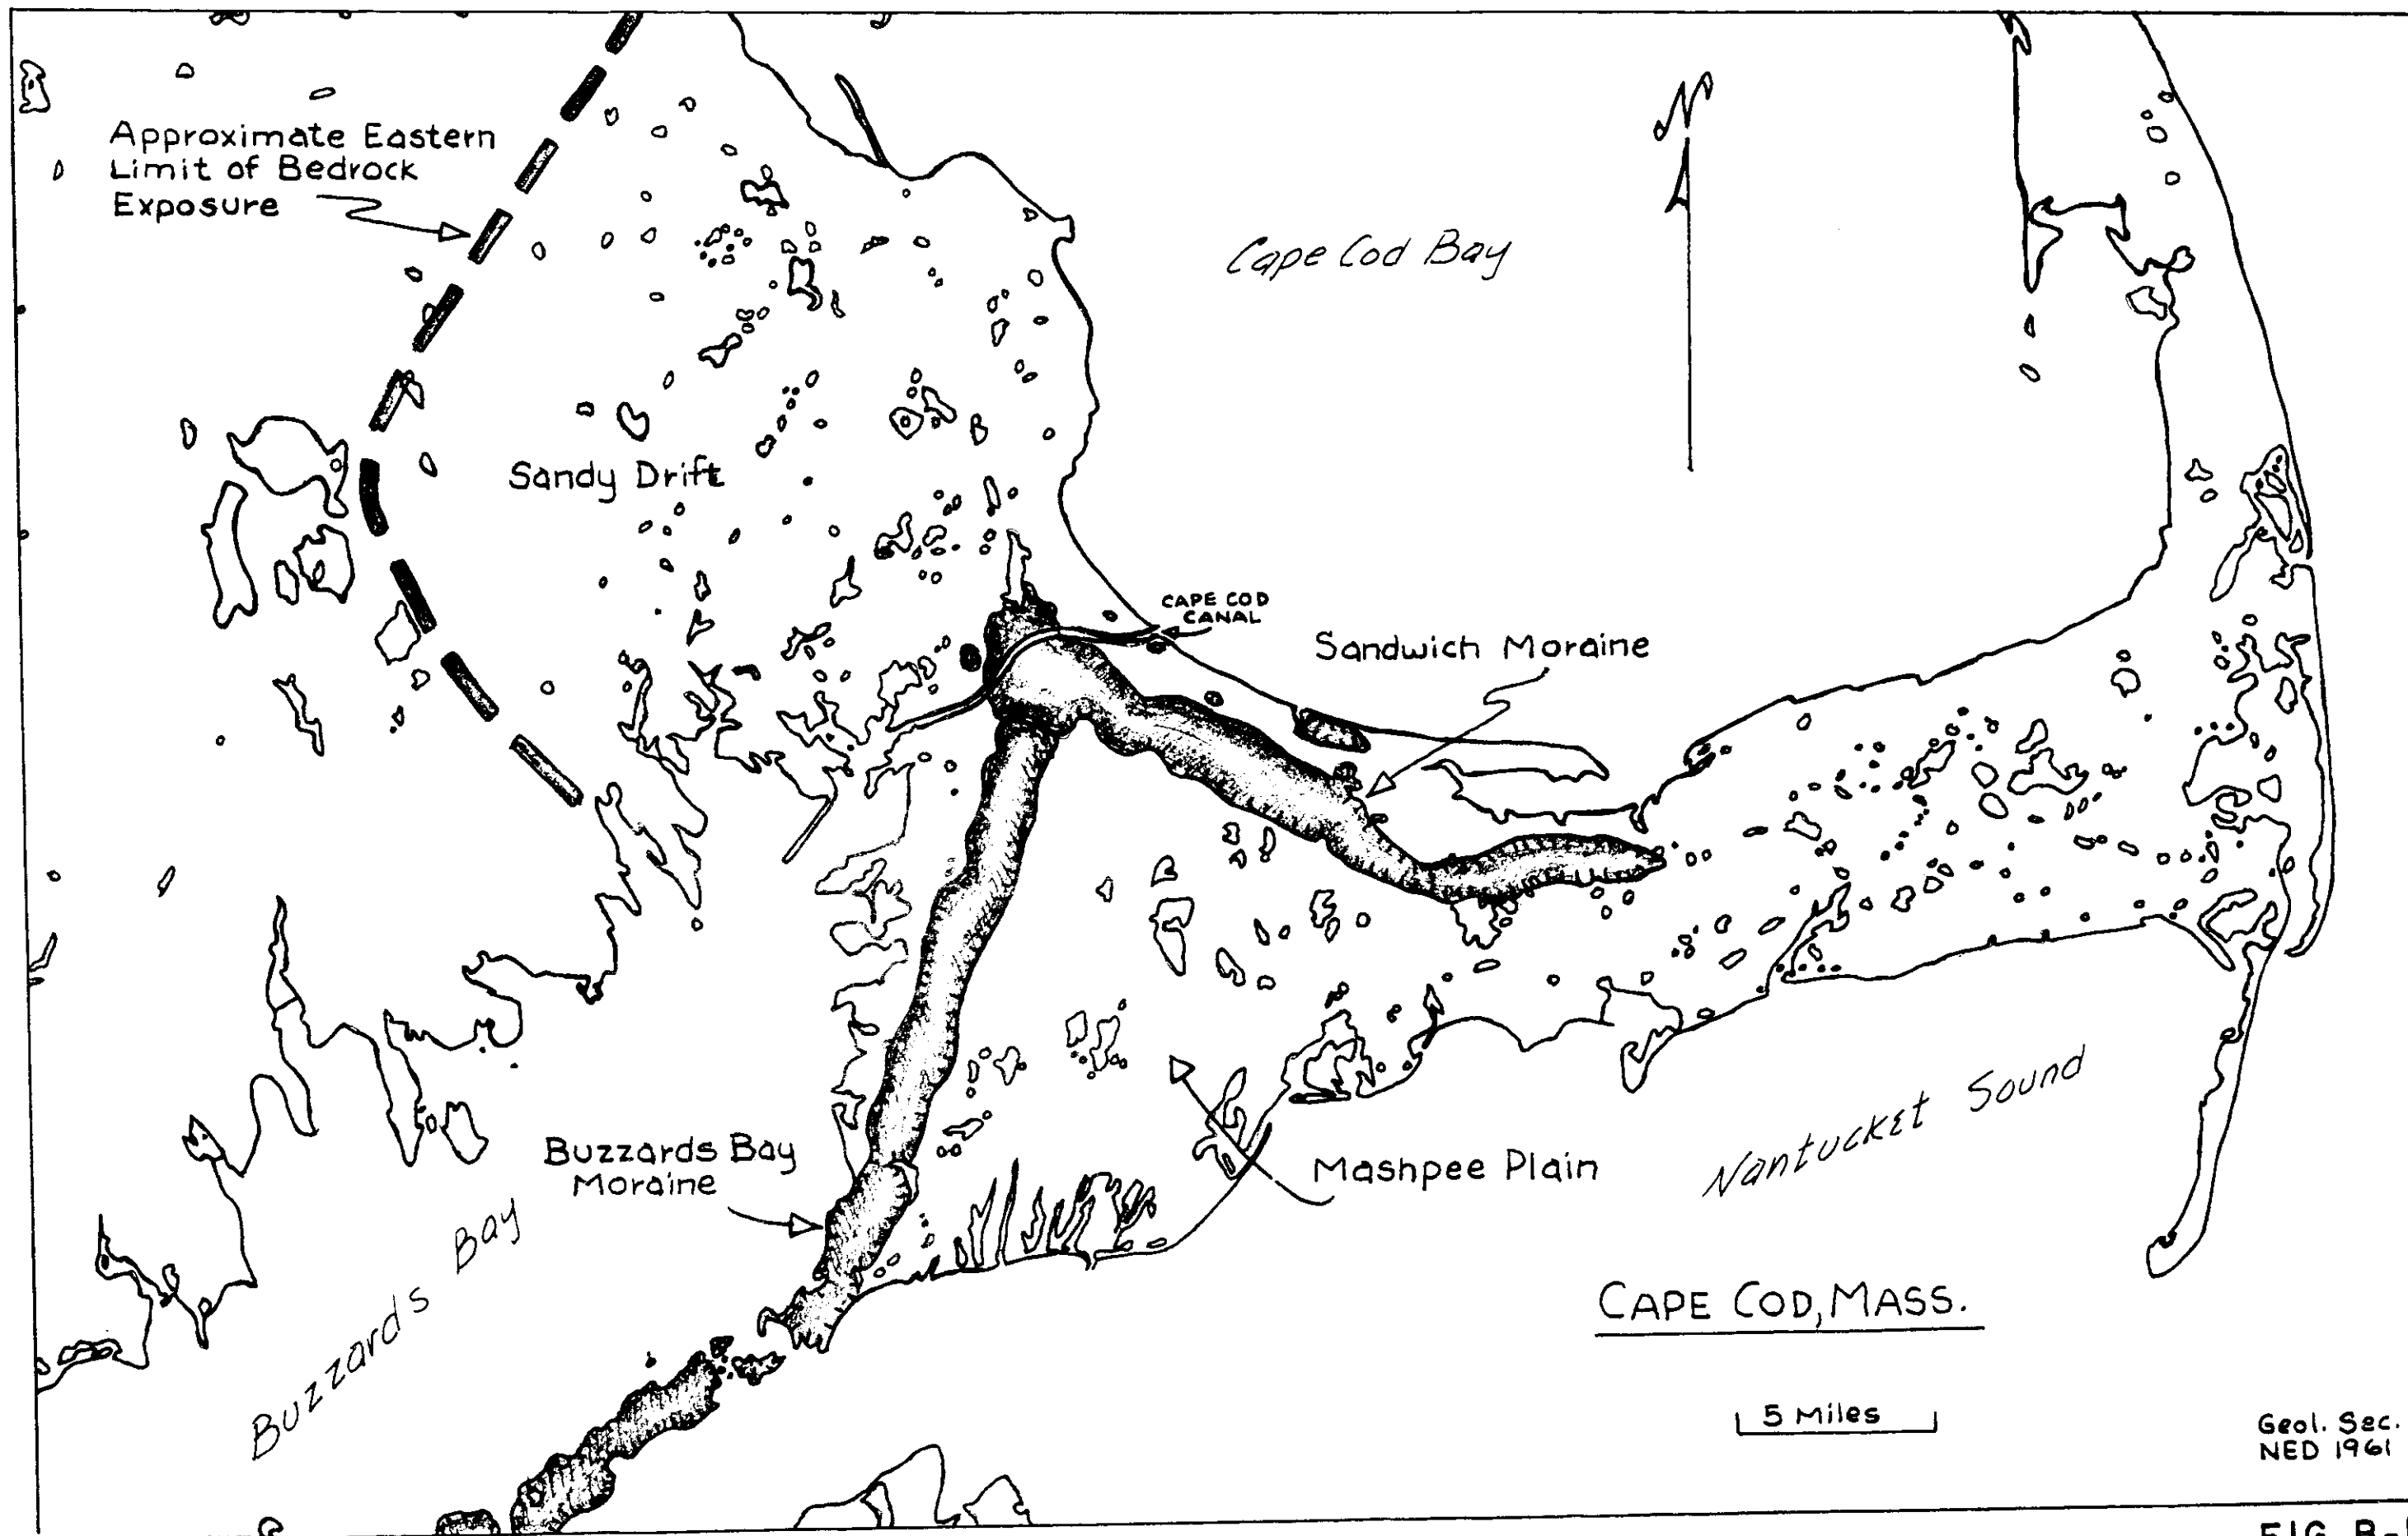 Approximate Eastern
Limit of Bedrock
Exposure
N
Cape Cod Bay
Sandy Drift
CAPE COD
CANAL
Sandwich Moraine
Buzzards Bay
Moraine
Mashpee Plain
Nantucket Sound
Buzzards Bay
CAPE COD, MASS.
5 Miles
Geol. Sec.
NED 1961